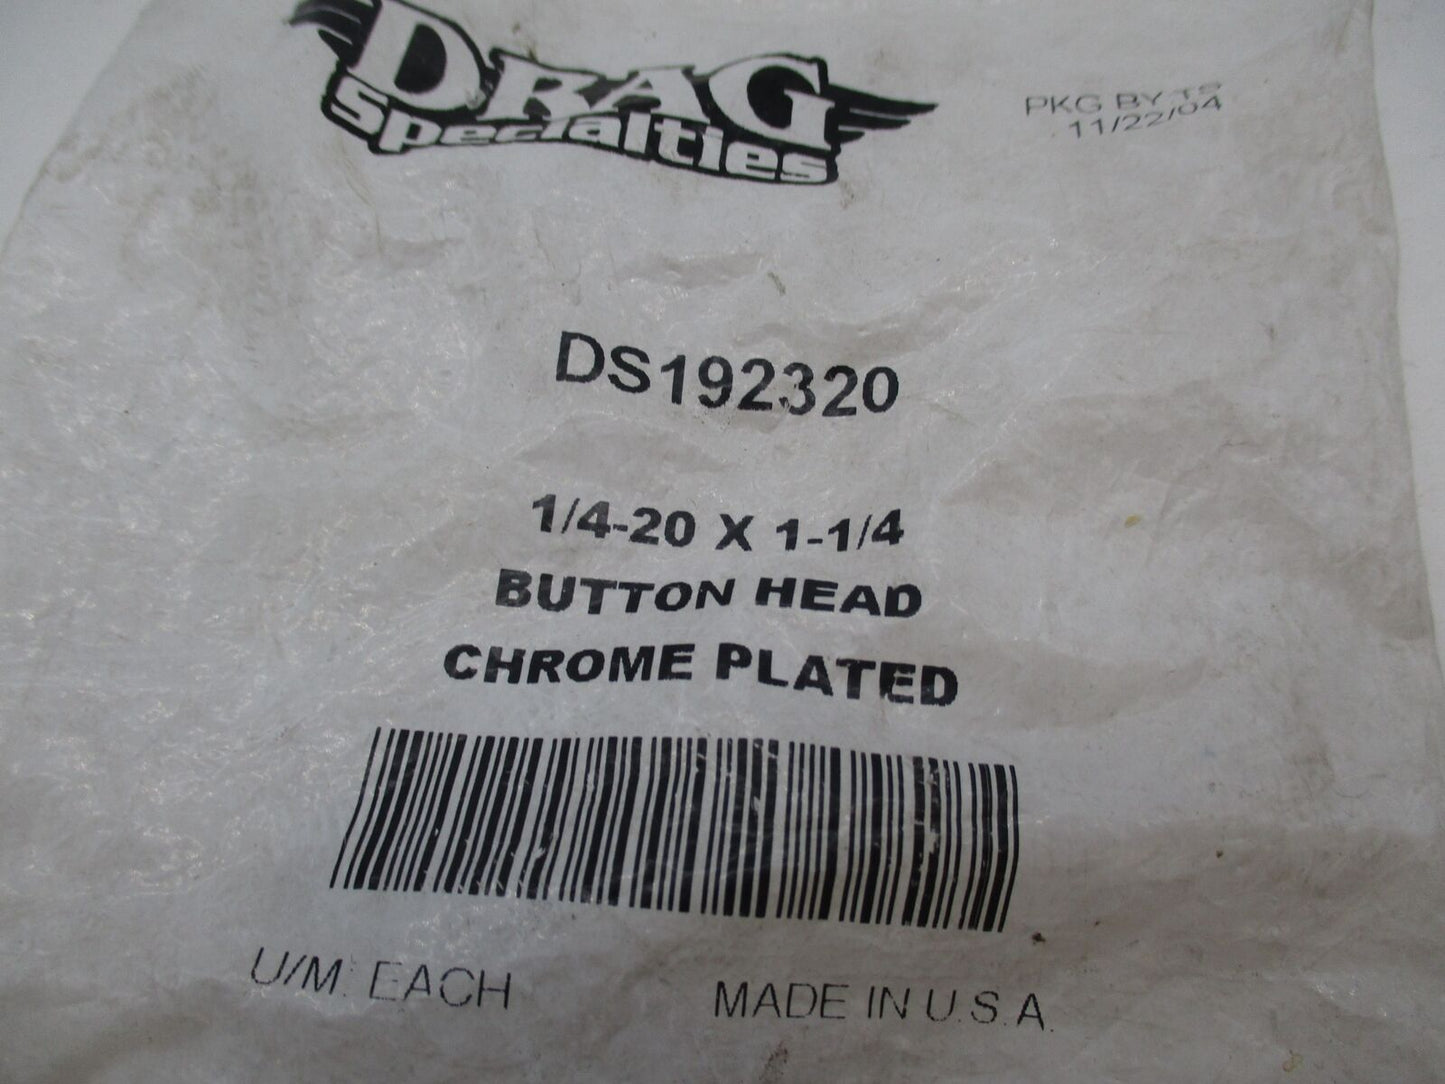 DRAG
Specialties
PKG BY TS
11/22/04
DS192320
1/4-20 X 1-1/4
BUTTON HEAD
CHROME PLATED
U/M: EACH
MADE IN U.S.A.